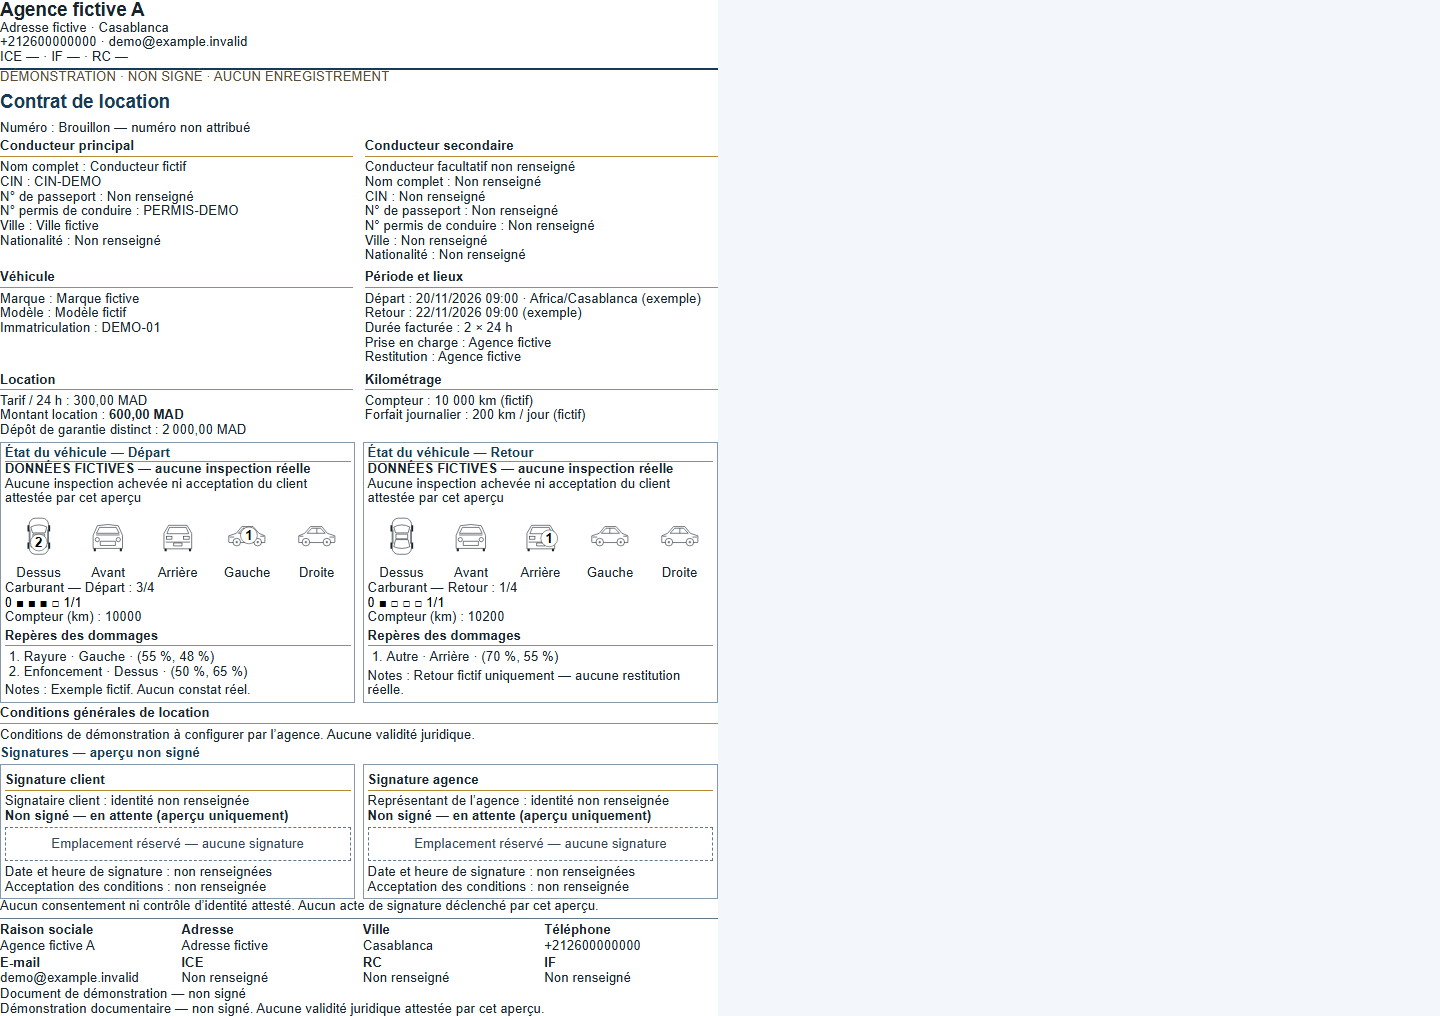 Agence fictive A
Adresse fictive · Casablanca
+212600000000 · demo@example.invalid
ICE — · IF — · RC —
DÉMONSTRATION · NON SIGNÉ · AUCUN ENREGISTREMENT
Contrat de location
Numéro : Brouillon — numéro non attribué
Conducteur principal
Nom complet : Conducteur fictif
CIN : CIN-DEMO
N° de passeport : Non renseigné
N° permis de conduire : PERMIS-DEMO
Ville : Ville fictive
Nationalité : Non renseigné
Conducteur secondaire
Conducteur facultatif non renseigné
Nom complet : Non renseigné
CIN : Non renseigné
N° de passeport : Non renseigné
N° permis de conduire : Non renseigné
Ville : Non renseigné
Nationalité : Non renseigné
Véhicule
Marque : Marque fictive
Modèle : Modèle fictif
Immatriculation : DEMO-01
Période et lieux
Départ : 20/11/2026 09:00 · Africa/Casablanca (exemple)
Retour : 22/11/2026 09:00 (exemple)
Durée facturée : 2 × 24 h
Prise en charge : Agence fictive
Restitution : Agence fictive
Location
Tarif / 24 h : 300,00 MAD
Montant location : 600,00 MAD
Dépôt de garantie distinct : 2 000,00 MAD
Kilométrage
Compteur : 10 000 km (fictif)
Forfait journalier : 200 km / jour (fictif)
État du véhicule — Départ
DONNÉES FICTIVES — aucune inspection réelle
Aucune inspection achevée ni acceptation du client
attestée par cet aperçu
2
1
Dessus Avant Arrière Gauche Droite
Carburant — Départ : 3/4
0 ■ ■ ■ □ 1/1
Compteur (km) : 10000
Repères des dommages
1. Rayure · Gauche · (55 %, 48 %)
2. Enfoncement · Dessus · (50 %, 65 %)
Notes : Exemple fictif. Aucun constat réel.
État du véhicule — Retour
DONNÉES FICTIVES — aucune inspection réelle
Aucune inspection achevée ni acceptation du client
attestée par cet aperçu
1
Dessus Avant Arrière Gauche Droite
Carburant — Retour : 1/4
0 ■ □ □ □ 1/1
Compteur (km) : 10200
Repères des dommages
1. Autre · Arrière · (70 %, 55 %)
Notes : Retour fictif uniquement — aucune restitution
réelle.
Conditions générales de location
Conditions de démonstration à configurer par l’agence. Aucune validité juridique.
Signatures — aperçu non signé
Signature client
Signataire client : identité non renseignée
Non signé — en attente (aperçu uniquement)
Emplacement réservé — aucune signature
Date et heure de signature : non renseignées
Acceptation des conditions : non renseignée
Signature agence
Représentant de l’agence : identité non renseignée
Non signé — en attente (aperçu uniquement)
Emplacement réservé — aucune signature
Date et heure de signature : non renseignées
Acceptation des conditions : non renseignée
Aucun consentement ni contrôle d’identité attesté. Aucun acte de signature déclenché par cet aperçu.
Raison sociale Adresse Ville Téléphone
Agence fictive A Adresse fictive Casablanca +212600000000
E-mail ICE RC IF
demo@example.invalid Non renseigné Non renseigné Non renseigné
Document de démonstration — non signé
Démonstration documentaire — non signé. Aucune validité juridique attestée par cet aperçu.